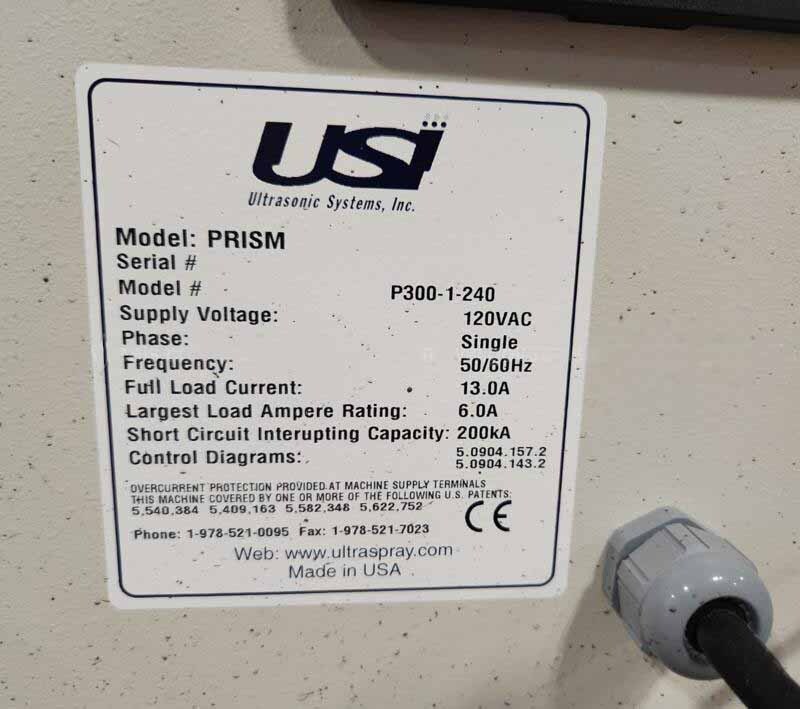 USI
Ultrasonic Systems, Inc.
Model: PRISM
Serial #
Model # P300-1-240
Supply Voltage: 120VAC
Phase: Single
Frequency: 50/60Hz
Full Load Current: 13.0A
Largest Load Ampere Rating: 6.0A
Short Circuit Interupting Capacity: 200kA
Control Diagrams: 5.0904.157.2
5.0904.143.2
OVERCURRENT PROTECTION PROVIDED AT MACHINE SUPPLY TERMINALS
THIS MACHINE COVERED BY ONE OR MORE OF THE FOLLOWING U.S. PATENTS:
5,540,384 5,409,163 5,582,348 5,622,752
CE
Phone: 1-978-521-0095 Fax: 1-978-521-7023
Web: www.ultraspray.com
Made in USA